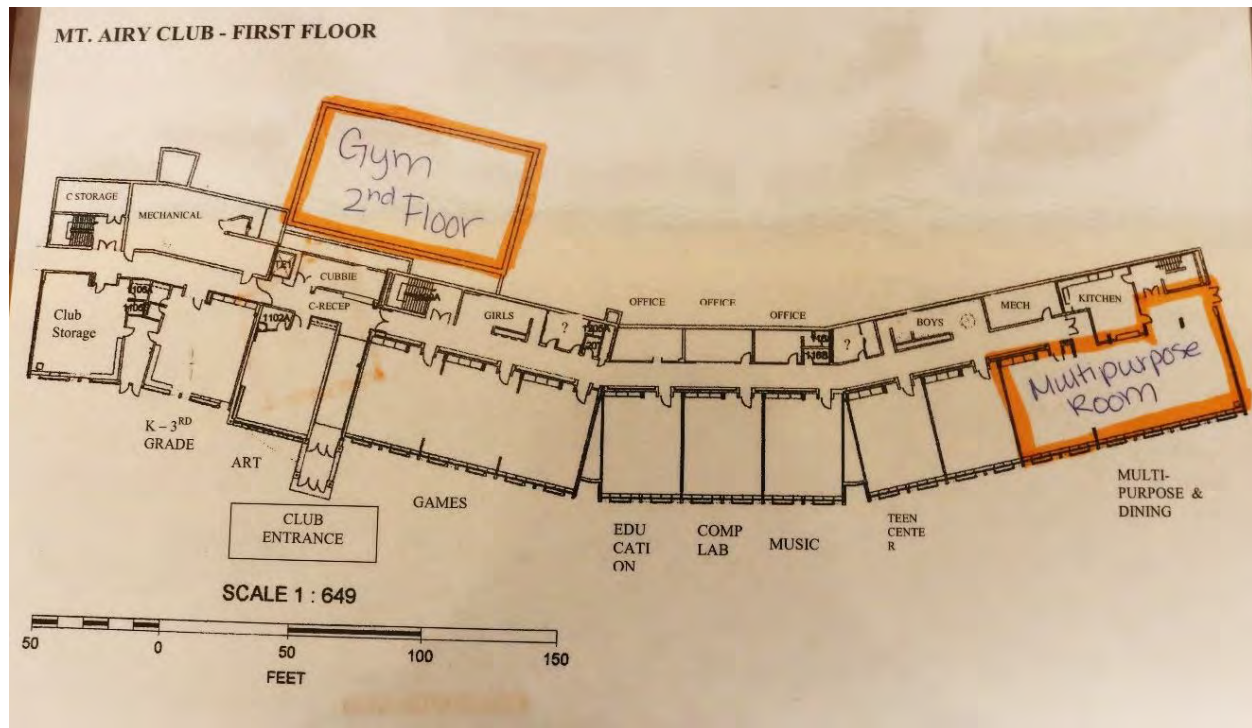 MT. AIRY CLUB - FIRST FLOOR
Gym
2nd Floor
C STORAGE
MECHANICAL
CUBBIE
C-RECEP
1102A
GIRLS
?
OFFICE
OFFICE
OFFICE
?
BOYS
MECH
KITCHEN
Club
Storage
Multipurpose
Room
K – 3RD
GRADE
ART
GAMES
CLUB
ENTRANCE
EDU
CATI
ON
COMP
LAB
MUSIC
TEEN
CENTE
R
MULTI-
PURPOSE &
DINING
SCALE 1 : 649
50
0
50
100
150
FEET